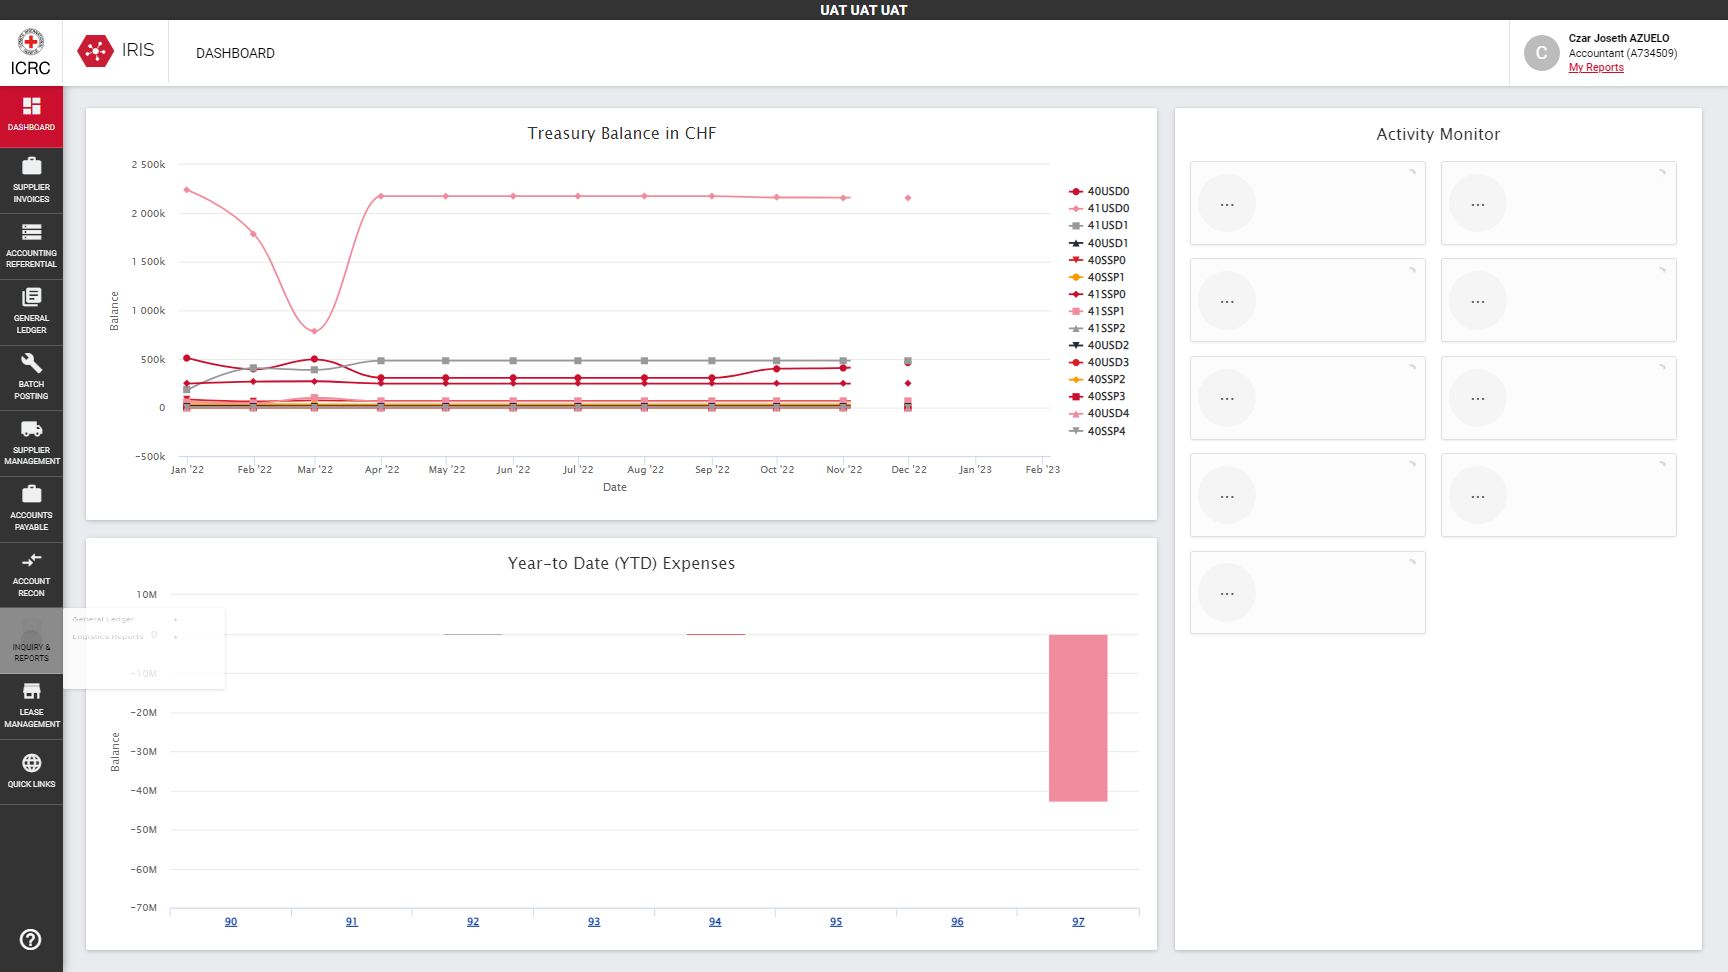 UAT UAT UAT
ICRC
IRIS
DASHBOARD
C
Czar Joseth AZUELO
Accountant (A734509)
My Reports
DASHBOARD
SUPPLIER
INVOICES
ACCOUNTING
REFERENTIAL
GENERAL
LEDGER
BATCH
POSTING
SUPPLIER
MANAGEMENT
ACCOUNTS
PAYABLE
ACCOUNT
RECON
INQUIRY &
REPORTS
LEASE
MANAGEMENT
QUICK LINKS
General Ledger
Logistics Reports
Treasury Balance in CHF
Balance
2 500k
2 000k
1 500k
1 000k
500k
0
-500k
Jan '22 Feb '22 Mar '22 Apr '22 May '22 Jun '22 Jul '22 Aug '22 Sep '22 Oct '22 Nov '22 Dec '22 Jan '23 Feb '23
Date
40USD0
41USD0
41USD1
40USD1
40SSP0
40SSP1
41SSP0
41SSP1
41SSP2
40USD2
40USD3
40SSP2
40SSP3
40USD4
40SSP4
Year-to Date (YTD) Expenses
Balance
10M
0
-10M
-20M
-30M
-40M
-50M
-60M
-70M
90 91 92 93 94 95 96 97
Activity Monitor
... ...
... ...
... ...
... ...
...